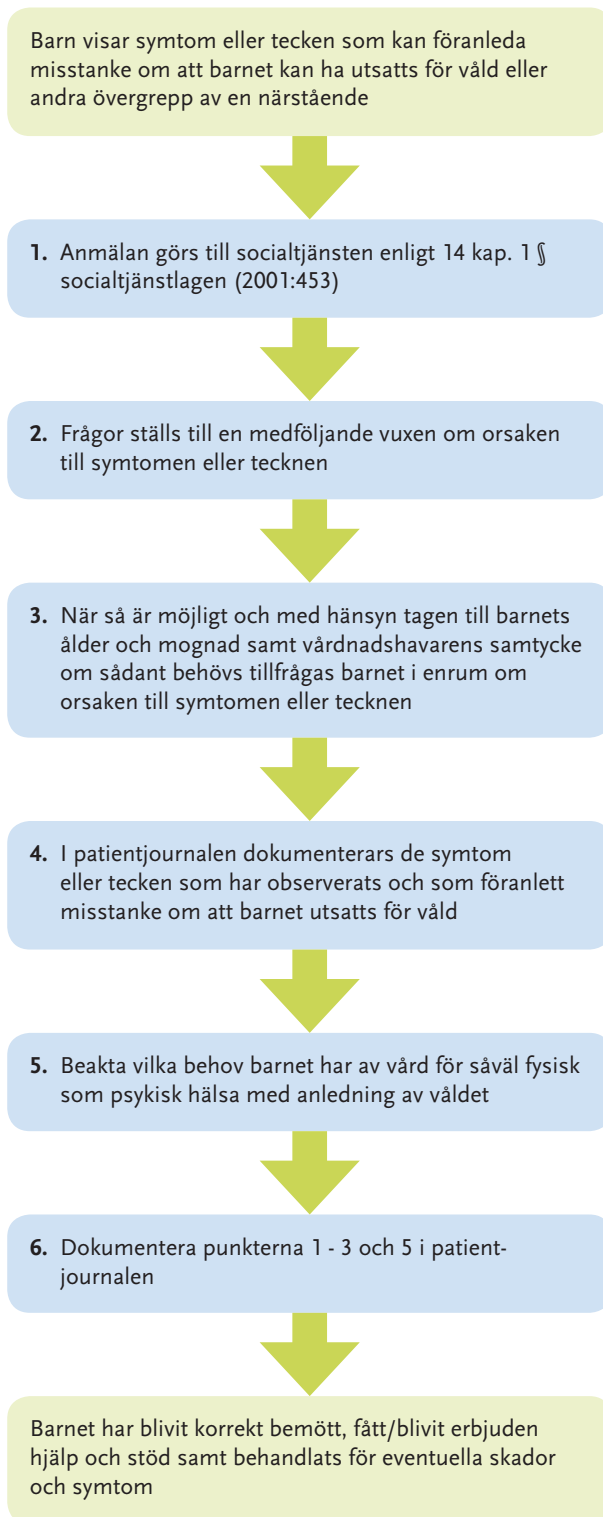 Barn visar symtom eller tecken som kan föranleda
misstanke om att barnet kan ha utsatts för våld eller
andra övergrepp av en närstående
1. Anmälan görs till socialtjänsten enligt 14 kap. 1 §
socialtjänstlagen (2001:453)
2. Frågor ställs till en medföljande vuxen om orsaken
till symtomen eller tecknen
3. När så är möjligt och med hänsyn tagen till barnets
ålder och mognad samt vårdnadshavarens samtycke
om sådant behövs tillfrågas barnet i enrum om
orsaken till symtomen eller tecknen
4. I patientjournalen dokumenterars de symtom
eller tecken som har observerats och som föranlett
misstanke om att barnet utsatts för våld
5. Beakta vilka behov barnet har av vård för såväl fysisk
som psykisk hälsa med anledning av våldet
6. Dokumentera punkterna 1 - 3 och 5 i patient-
journalen
Barnet har blivit korrekt bemött, fått/blivit erbjuden
hjälp och stöd samt behandlats för eventuella skador
och symtom